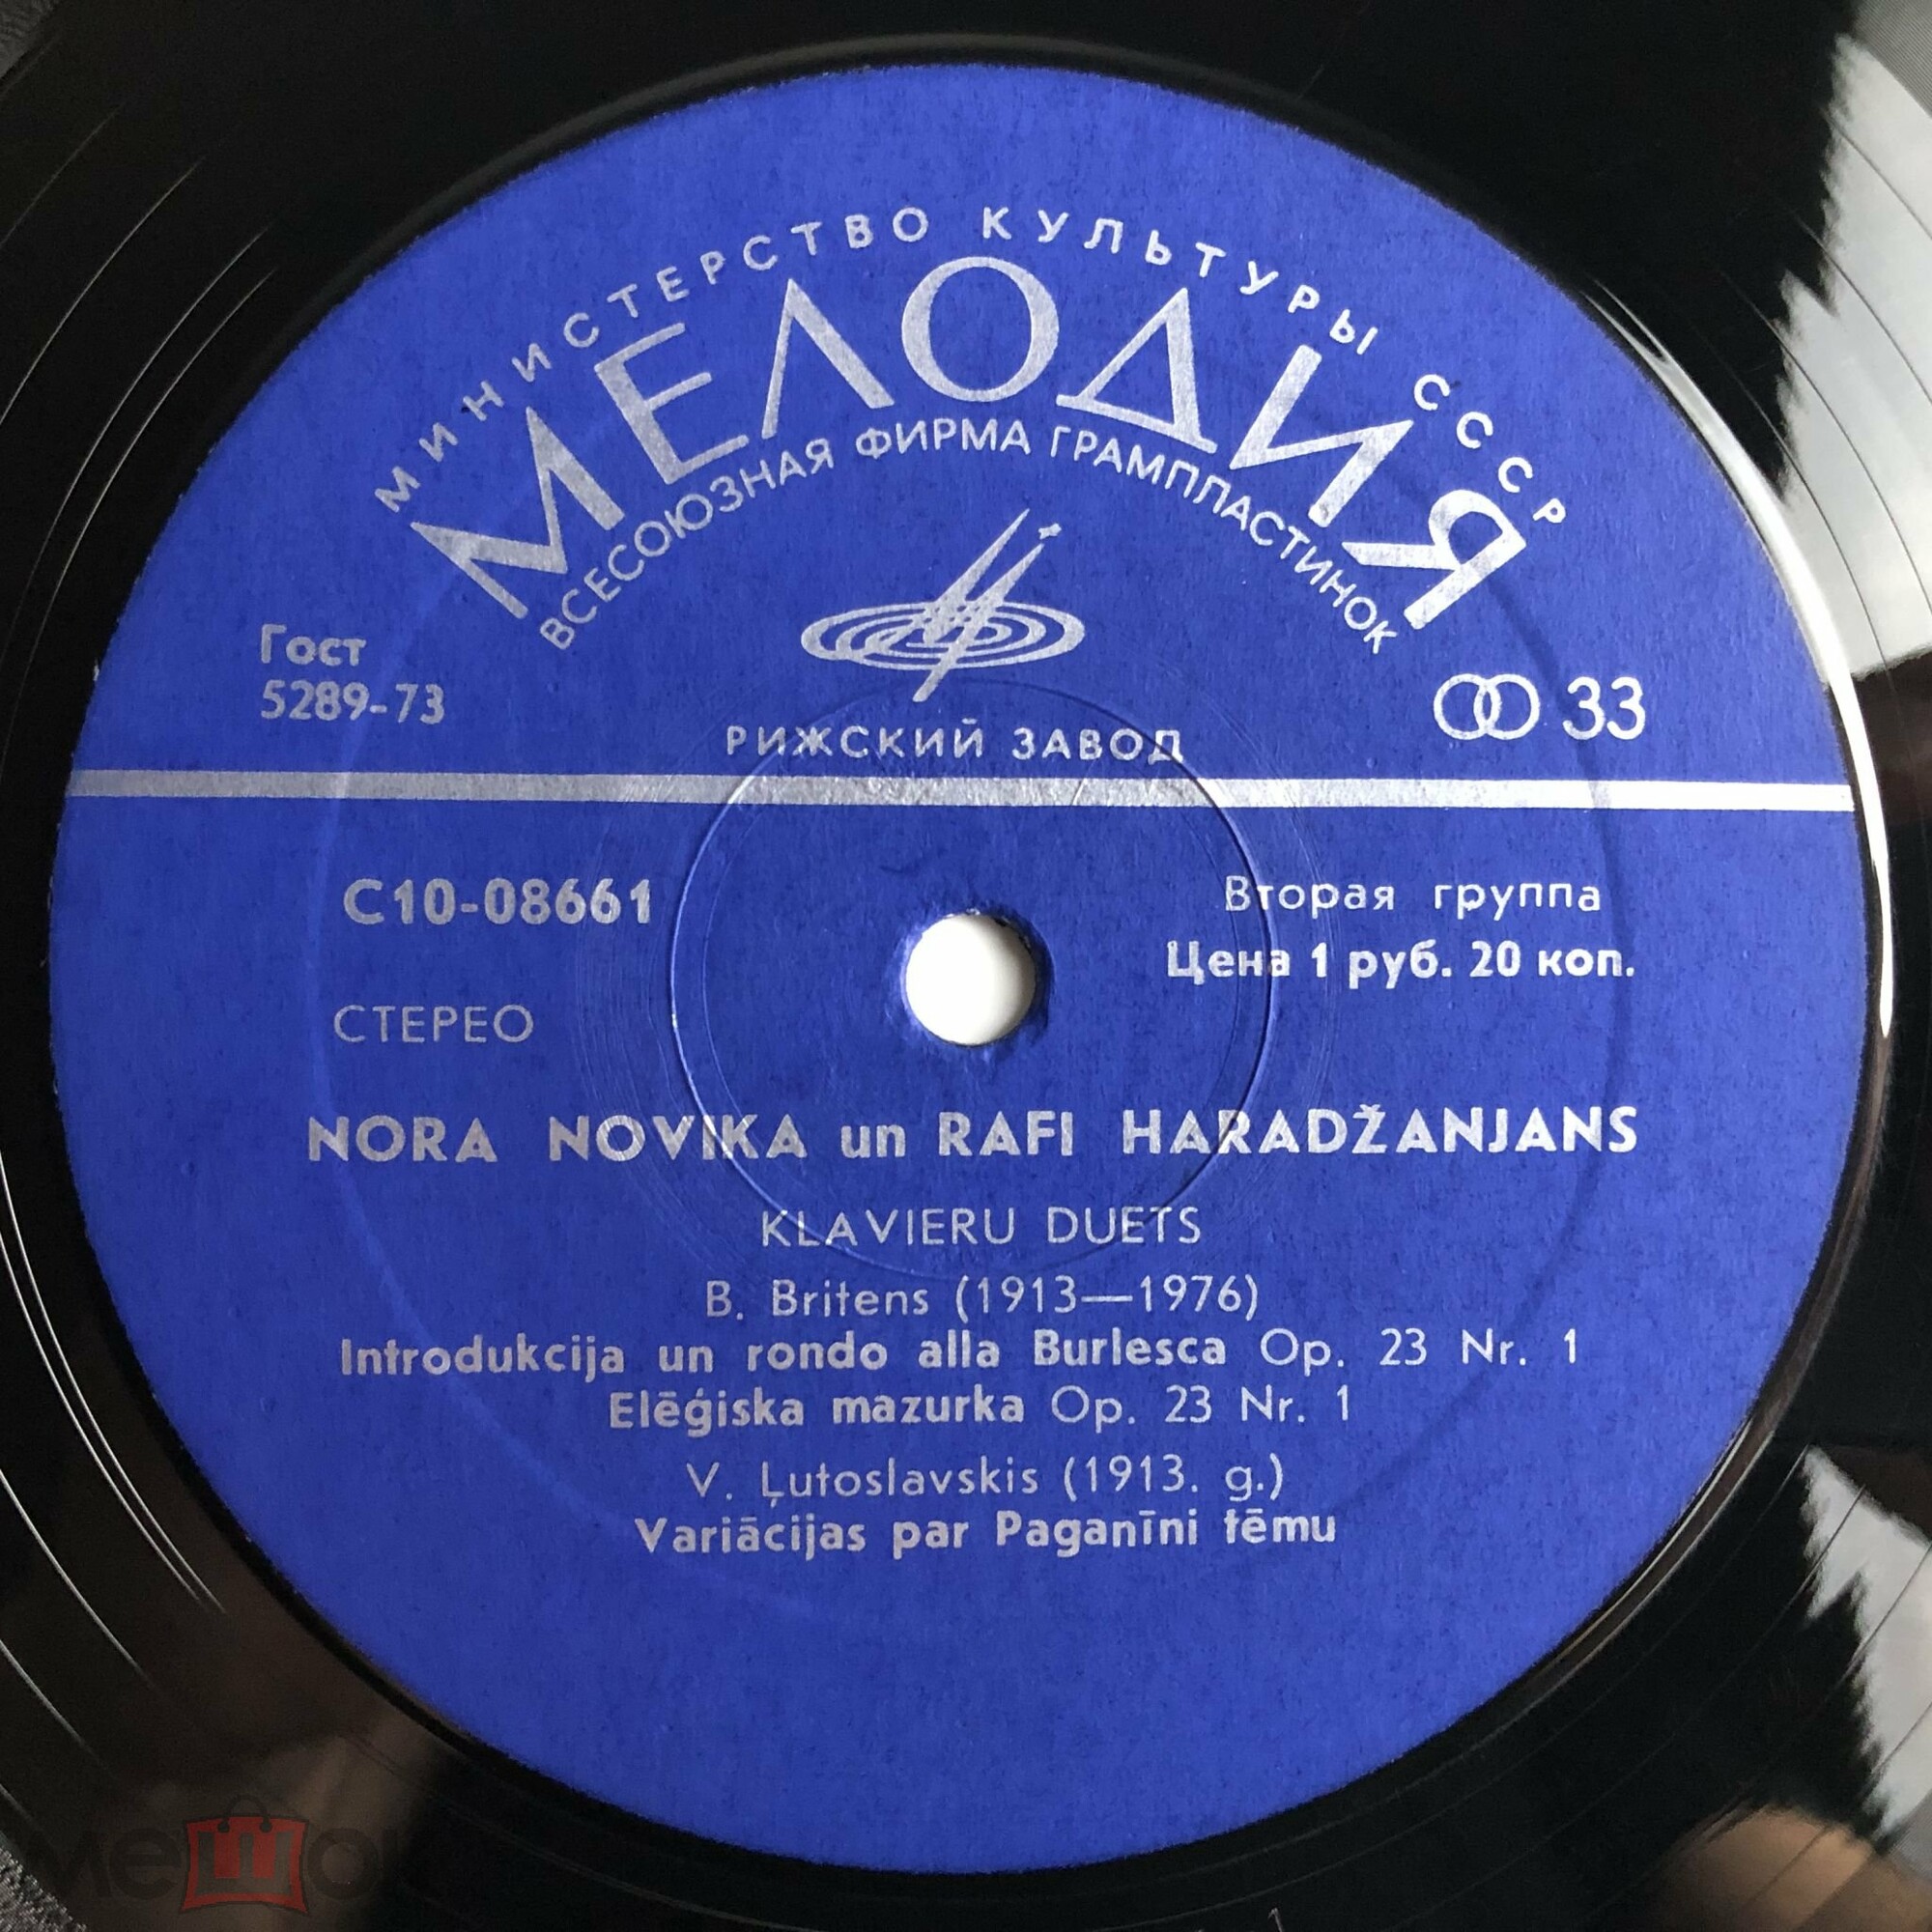 МИНИСТЕРСТВО КУЛЬТУРЫ СССР
МЕЛОДИЯ
ВСЕСОЮЗНАЯ ФИРМА ГРАМПЛАСТИНОК
Гост
5289-73
33
РИЖСКИЙ ЗАВОД
С10-08661
Вторая группа
Цена 1 руб. 20 коп.
СТЕРЕО
NORA NOVIKA un RAFI HARADŽANJANS
KLAVIERU DUETS
B. Britens (1913—1976)
Introdukcija un rondo alla Burlesca Op. 23 Nr. 1
Elēģiska mazurka Op. 23 Nr. 1
V. Ļutoslavskis (1913. g.)
Variācijas par Paganīni tēmu
мешок